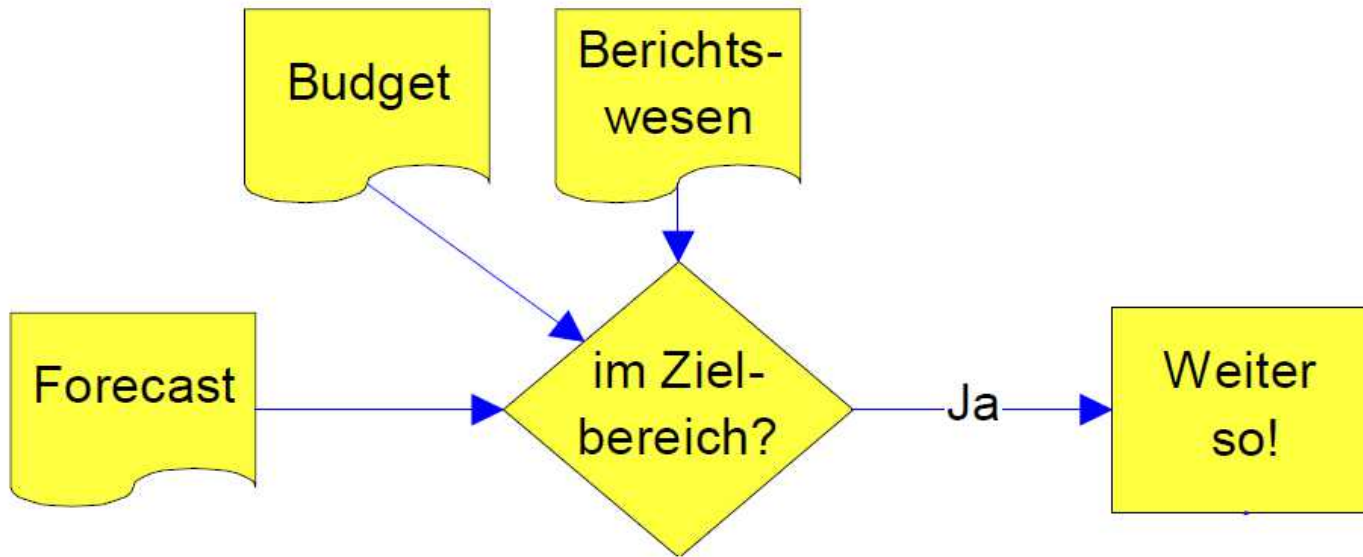 Budget
Berichts-
wesen
Forecast
im Ziel-
bereich?
Ja
Weiter
so!